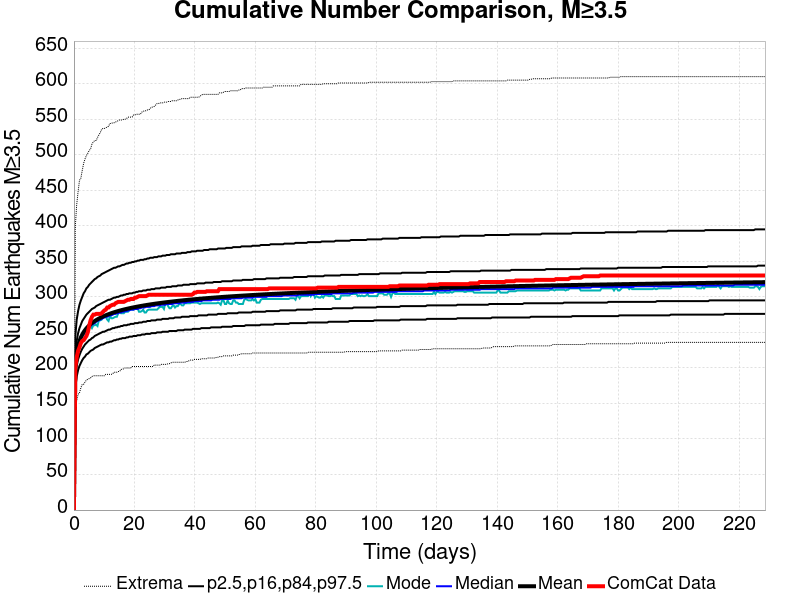 Cumulative Number Comparison, M≥3.5
Cumulative Num Earthquakes M≥3.5
650
600
550
500
450
400
350
300
250
200
150
100
50
0
0 20 40 60 80 100 120 140 160 180 200 220
Time (days)
Extrema p2.5,p16,p84,p97.5 Mode Median Mean ComCat Data